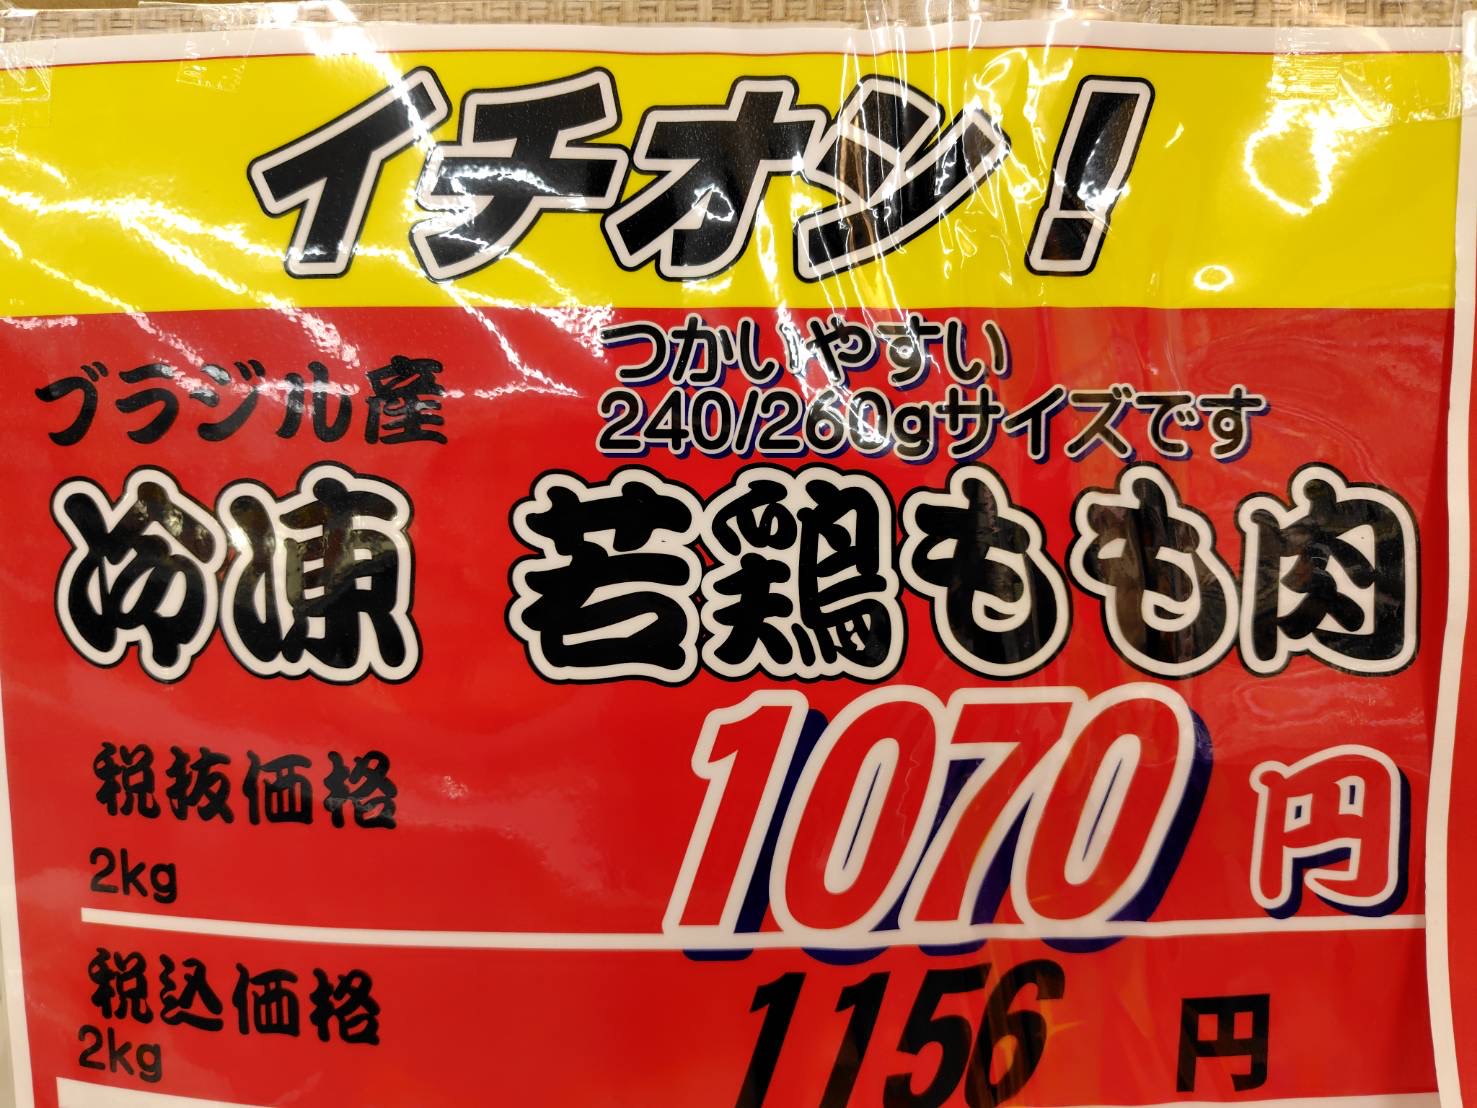 イチオシ!
ブラジル産
つかいやすい
240/260gサイズです
冷凍 若鶏もも肉
税抜価格
2kg
1070円
税込価格
2kg
1156円